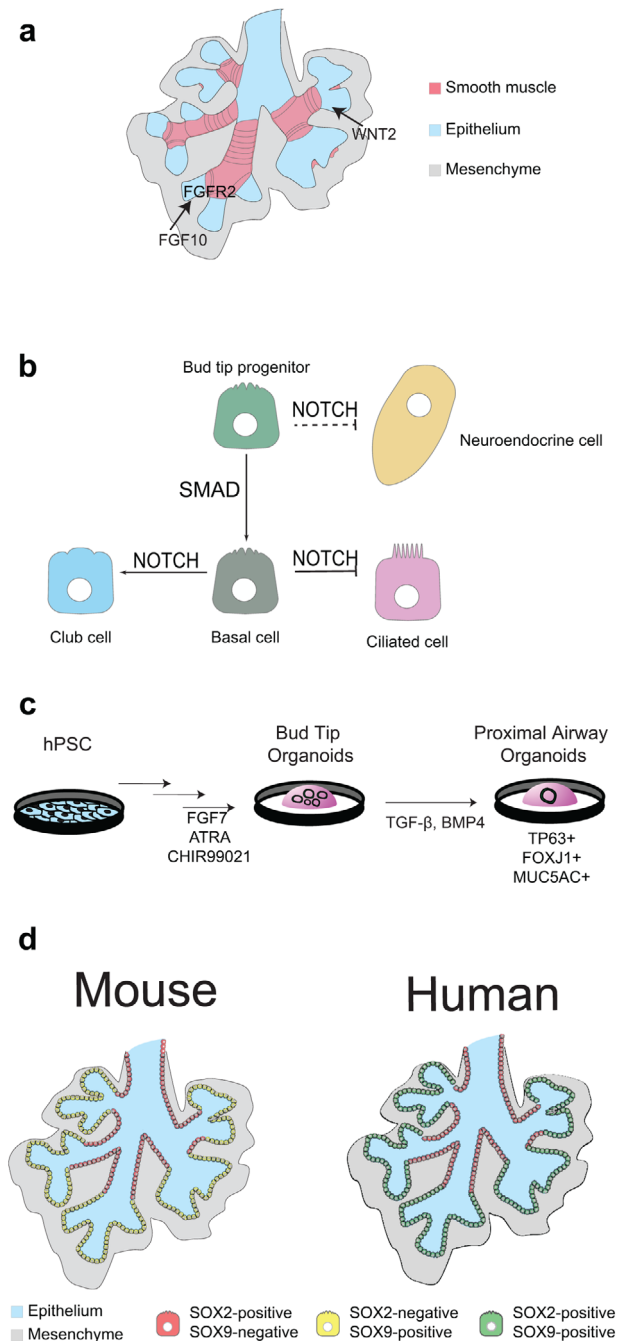 a
Smooth muscle
WNT2
Epithelium
FGFR2
Mesenchyme
FGF10
b
Bud tip progenitor
NOTCH
Neuroendocrine cell
SMAD
NOTCH
NOTCH
Club cell
Basal cell
Ciliated cell
c
hPSC
Bud Tip
Organoids
Proximal Airway
Organoids
FGF7
ATRA
CHIR99021
TGF-β, BMP4
TP63+
FOXJ1+
MUC5AC+
d
Mouse
Human
Epithelium
Mesenchyme
SOX2-positive
SOX9-negative
SOX2-negative
SOX9-positive
SOX2-positive
SOX9-positive